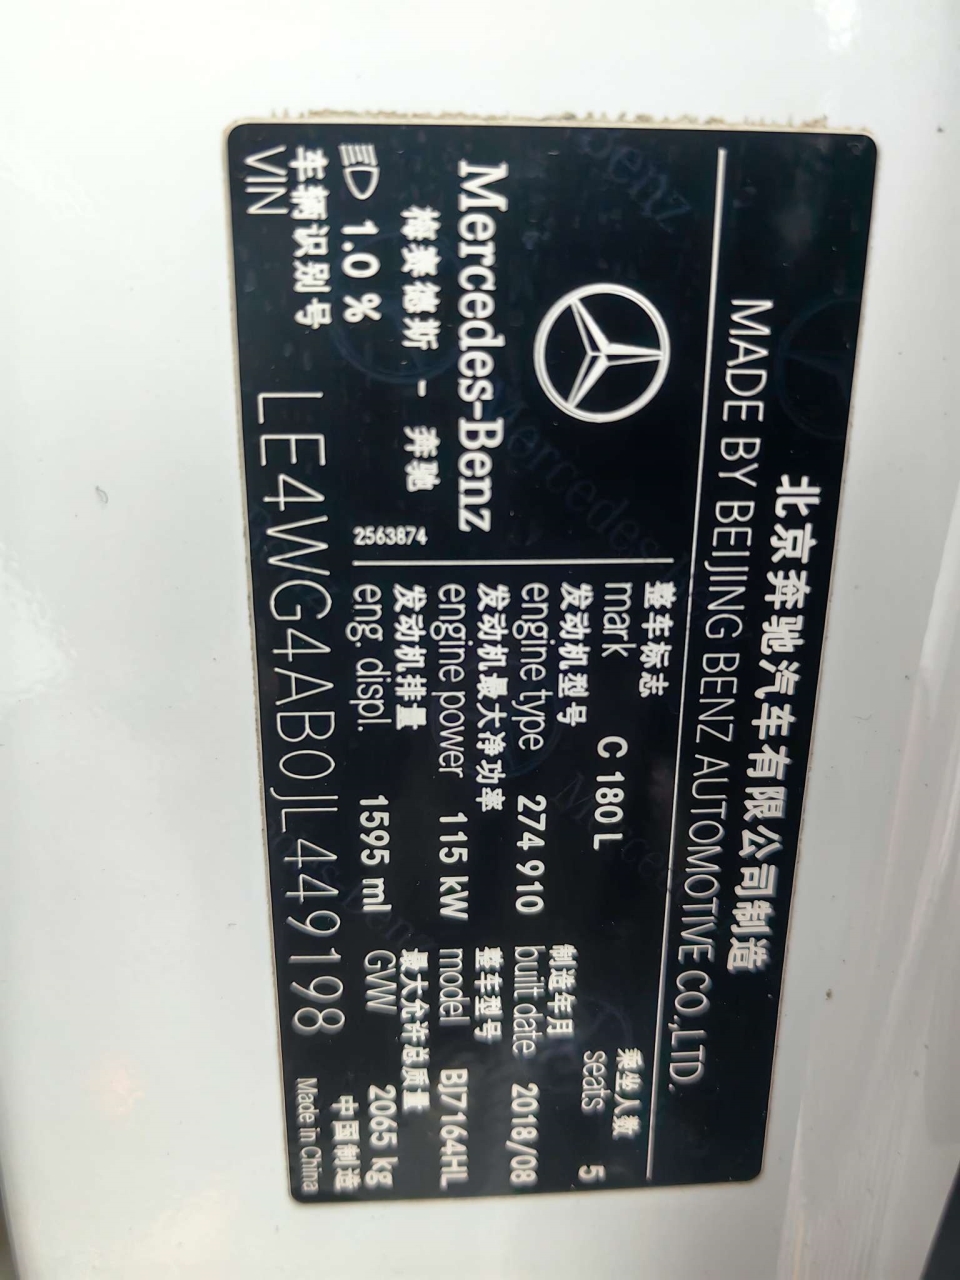 北京奔驰汽车有限公司制造
MADE BY BEIJING BENZ AUTOMOTIVE CO.,LTD.
Mercedes-Benz
梅赛德斯 - 奔驰
1.0 %
2563874
乘坐人数
seats 5
整车标志
mark C 180 L
发动机型号
engine type 274 910
制造年月
built date 2018/08
发动机最大净功率
engine power 115 kW
整车型号
model BJ7164HL
发动机排量
eng. displ. 1595 ml
最大允许总质量
GVW 2065 kg
车辆识别号
VIN LE4WG4AB0JL449198
中国制造
Made in China